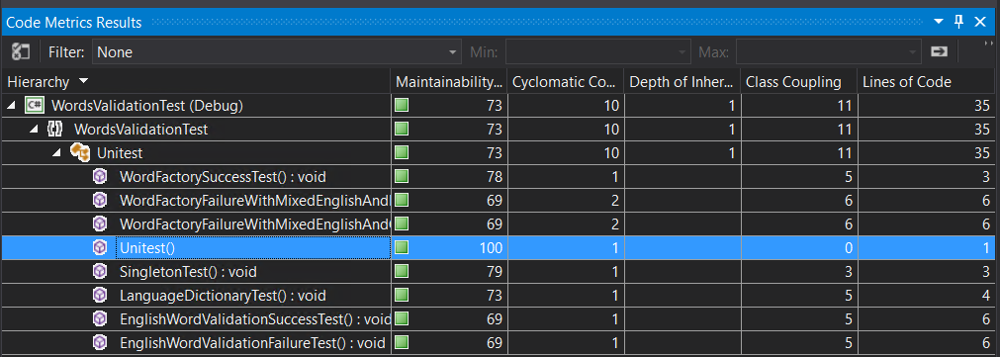 Code Metrics Results
Filter: None Min: Max:
Hierarchy Maintainability... Cyclomatic Co... Depth of Inher... Class Coupling Lines of Code
C# WordsValidationTest (Debug) 73 10 1 11 35
WordsValidationTest 73 10 1 11 35
Unitest 73 10 1 11 35
WordFactorySuccessTest() : void 78 1 5 3
WordFactoryFailureWithMixedEnglishAnd 69 2 6 6
WordFactoryFailureWithMixedEnglishAnd 69 2 6 6
Unitest() 100 1 0 1
SingletonTest() : void 79 1 3 3
LanguageDictionaryTest() : void 73 1 5 4
EnglishWordValidationSuccessTest() : void 69 1 5 6
EnglishWordValidationFailureTest() : void 69 1 5 6